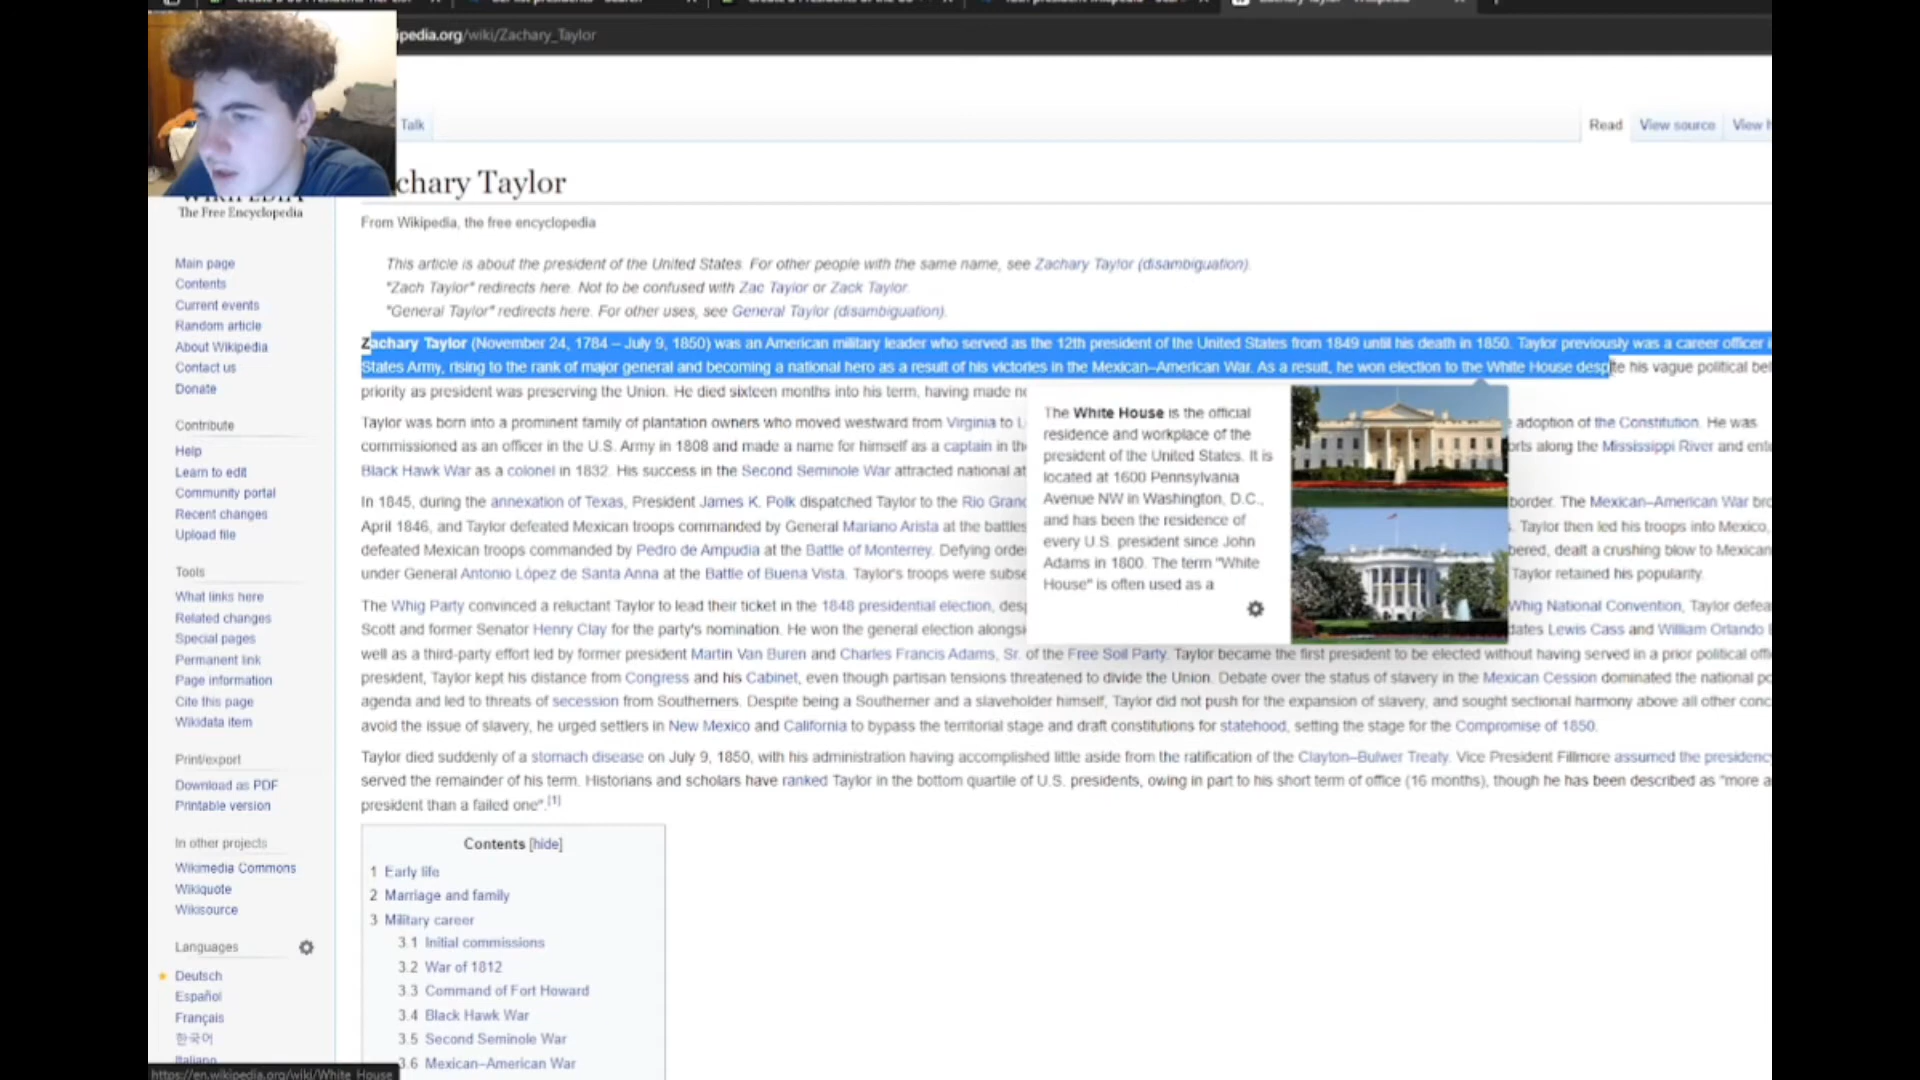 ipedia.org/wiki/Zachary_Taylor
Talk
Read
View source
View h
chary Taylor
WIKIPEDIA
The Free Encyclopedia
From Wikipedia, the free encyclopedia
This article is about the president of the United States. For other people with the same name, see Zachary Taylor (disambiguation).
"Zach Taylor" redirects here. Not to be confused with Zac Taylor or Zack Taylor.
"General Taylor" redirects here. For other uses, see General Taylor (disambiguation).
Zachary Taylor (November 24, 1784 – July 9, 1850) was an American military leader who served as the 12th president of the United States from 1849 until his death in 1850. Taylor previously was a career officer i
States Army, rising to the rank of major general and becoming a national hero as a result of his victories in the Mexican–American War. As a result, he won election to the White House despite his vague political bel
priority as president was preserving the Union. He died sixteen months into his term, having made n
Taylor was born into a prominent family of plantation owners who moved westward from Virginia to L
adoption of the Constitution. He was
commissioned as an officer in the U.S. Army in 1808 and made a name for himself as a captain in the
orts along the Mississippi River and ente
Black Hawk War as a colonel in 1832. His success in the Second Seminole War attracted national at
In 1845, during the annexation of Texas, President James K. Polk dispatched Taylor to the Rio Grand
border. The Mexican–American War bro
April 1846, and Taylor defeated Mexican troops commanded by General Mariano Arista at the battles
. Taylor then led his troops into Mexico,
defeated Mexican troops commanded by Pedro de Ampudia at the Battle of Monterrey. Defying orde
bered, dealt a crushing blow to Mexican
under General Antonio López de Santa Anna at the Battle of Buena Vista. Taylor's troops were subse
Taylor retained his popularity.
The Whig Party convinced a reluctant Taylor to lead their ticket in the 1848 presidential election, desp
Whig National Convention, Taylor defea
Scott and former Senator Henry Clay for the party's nomination. He won the general election alongsi
dates Lewis Cass and William Orlando B
well as a third-party effort led by former president Martin Van Buren and Charles Francis Adams, Sr. of the Free Soil Party. Taylor became the first president to be elected without having served in a prior political offi
president, Taylor kept his distance from Congress and his Cabinet, even though partisan tensions threatened to divide the Union. Debate over the status of slavery in the Mexican Cession dominated the national po
agenda and led to threats of secession from Southerners. Despite being a Southerner and a slaveholder himself, Taylor did not push for the expansion of slavery, and sought sectional harmony above all other conc
avoid the issue of slavery, he urged settlers in New Mexico and California to bypass the territorial stage and draft constitutions for statehood, setting the stage for the Compromise of 1850.
Taylor died suddenly of a stomach disease on July 9, 1850, with his administration having accomplished little aside from the ratification of the Clayton–Bulwer Treaty. Vice President Fillmore assumed the presidency
served the remainder of his term. Historians and scholars have ranked Taylor in the bottom quartile of U.S. presidents, owing in part to his short term of office (16 months), though he has been described as "more a
president than a failed one".[1]
The White House is the official
residence and workplace of the
president of the United States. It is
located at 1600 Pennsylvania
Avenue NW in Washington, D.C.,
and has been the residence of
every U.S. president since John
Adams in 1800. The term "White
House" is often used as a
Main page
Contents
Current events
Random article
About Wikipedia
Contact us
Donate
Contribute
Help
Learn to edit
Community portal
Recent changes
Upload file
Tools
What links here
Related changes
Special pages
Permanent link
Page information
Cite this page
Wikidata item
Print/export
Download as PDF
Printable version
In other projects
Wikimedia Commons
Wikiquote
Wikisource
Languages
Deutsch
Español
Français
한국어
Italiano
Contents [hide]
1 Early life
2 Marriage and family
3 Military career
3.1 Initial commissions
3.2 War of 1812
3.3 Command of Fort Howard
3.4 Black Hawk War
3.5 Second Seminole War
3.6 Mexican–American War
https://en.wikipedia.org/wiki/White_House